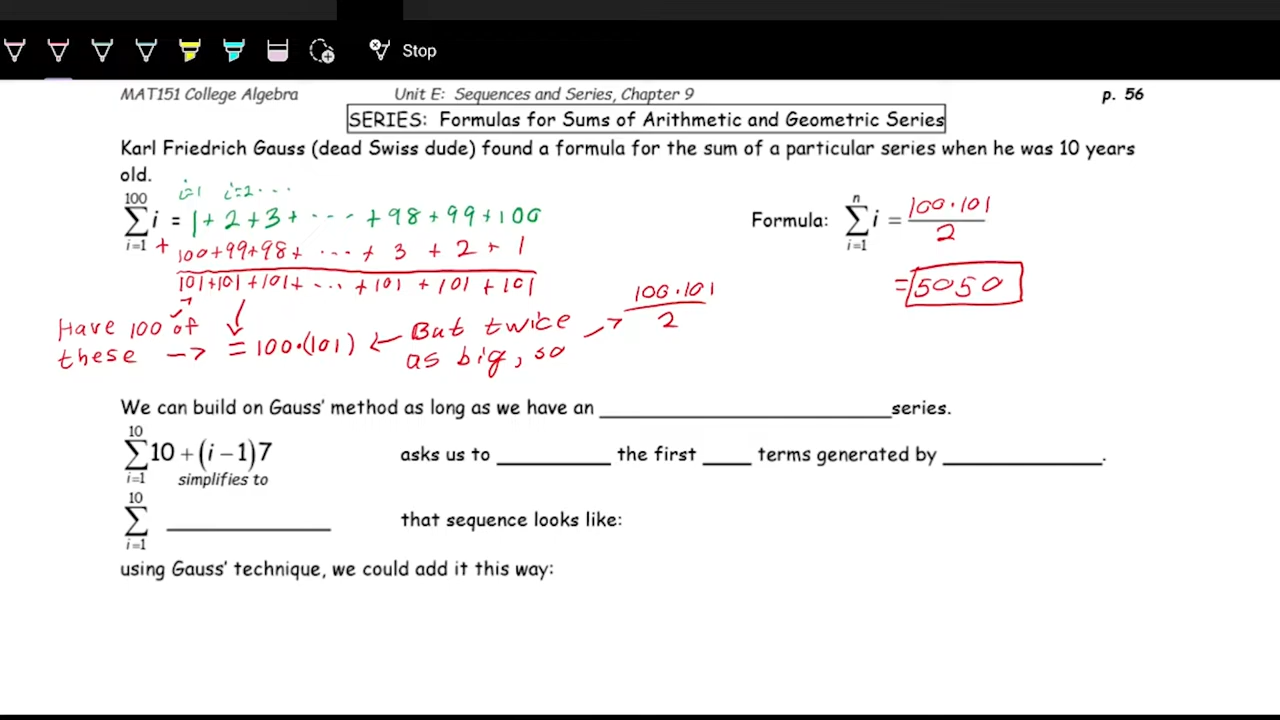 Stop
MAT151 College Algebra Unit E: Sequences and Series, Chapter 9 p. 56
SERIES: Formulas for Sums of Arithmetic and Geometric Series
Karl Friedrich Gauss (dead Swiss dude) found a formula for the sum of a particular series when he was 10 years
old.
i=1 i=2 ...
100
∑ i = 1 + 2 + 3 + ... + 98 + 99 + 100
i=1
+ 100 + 99 + 98 + ... + 3 + 2 + 1
101 + 101 + 101 + ... + 101 + 101 + 101
Have 100 of
these → = 100·(101) ← But twice
as big, so → 100·101
2
Formula: n
∑ i = 100·101
i=1 2
= 5050
We can build on Gauss' method as long as we have an ____________ series.
10
∑ 10 + (i − 1)7 asks us to ________ the first ____ terms generated by ____________.
i=1 simplifies to
10
∑ ____________ that sequence looks like:
i=1
using Gauss' technique, we could add it this way: